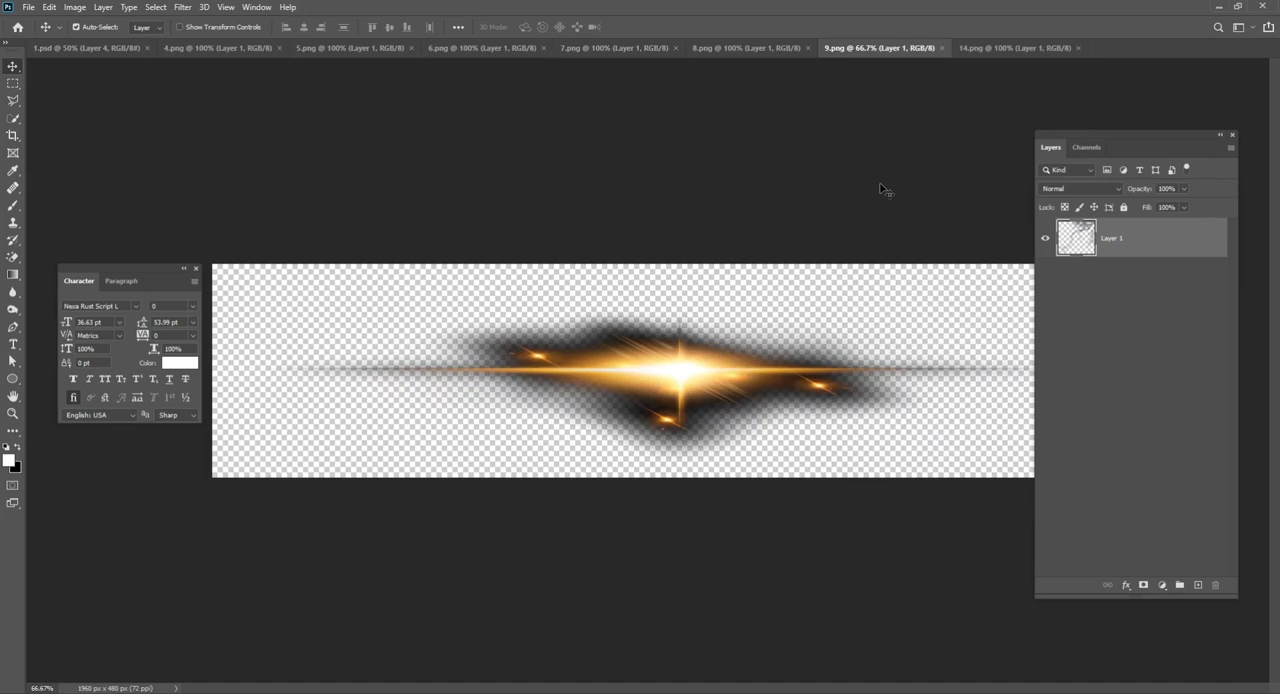 Ps File Edit Image Layer Type Select Filter 3D View Window Help
Auto-Select: Layer Show Transform Controls 3D Mode:
1.psd @ 50% (Layer 4, RGB/8#) × 4.png @ 100% (Layer 1, RGB/8) × 5.png @ 100% (Layer 1, RGB/8) × 6.png @ 100% (Layer 1, RGB/8) × 7.png @ 100% (Layer 1, RGB/8) × 8.png @ 100% (Layer 1, RGB/8) × 9.png @ 66.7% (Layer 1, RGB/8) × 14.png @ 100% (Layer 1, RGB/8) ×
Layers Channels
Kind
Normal Opacity: 100%
Lock: Fill: 100%
Layer 1
Character Paragraph
Nexa Rust Script L 0
36.63 pt 53.99 pt
Metrics 0
100% 100%
0 pt Color:
English: USA Sharp
66.67% 1960 px x 480 px (72 ppi)